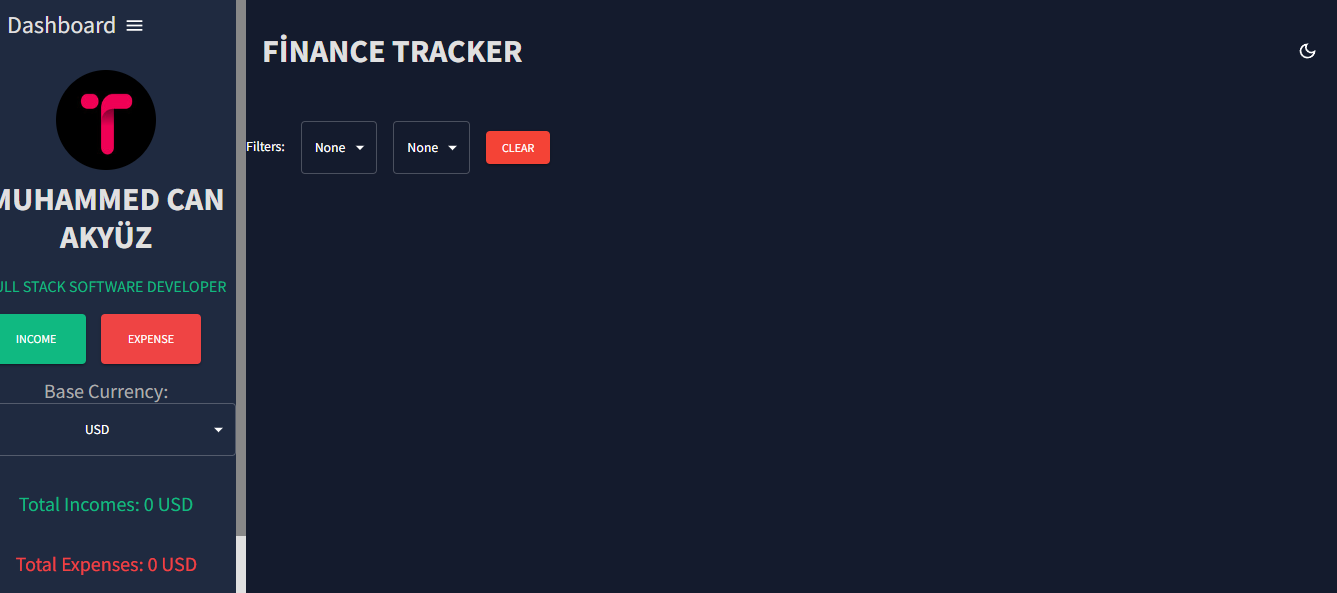 Dashboard
MUHAMMED CAN
AKYÜZ
ULL STACK SOFTWARE DEVELOPER
INCOME
EXPENSE
Base Currency:
USD
Total Incomes: 0 USD
Total Expenses: 0 USD
FİNANCE TRACKER
Filters:
None
None
CLEAR